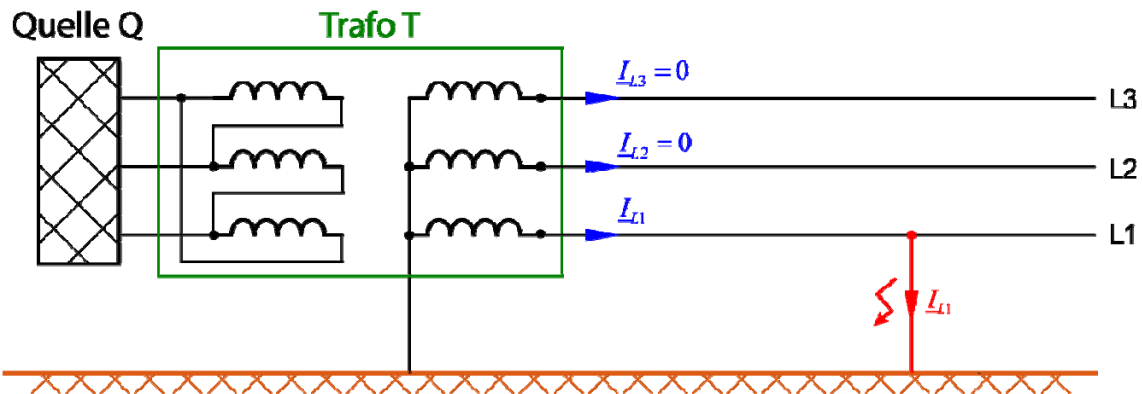 Quelle Q
Trafo T
I_L3 = 0
L3
I_L2 = 0
L2
I_L1
L1
I_L1